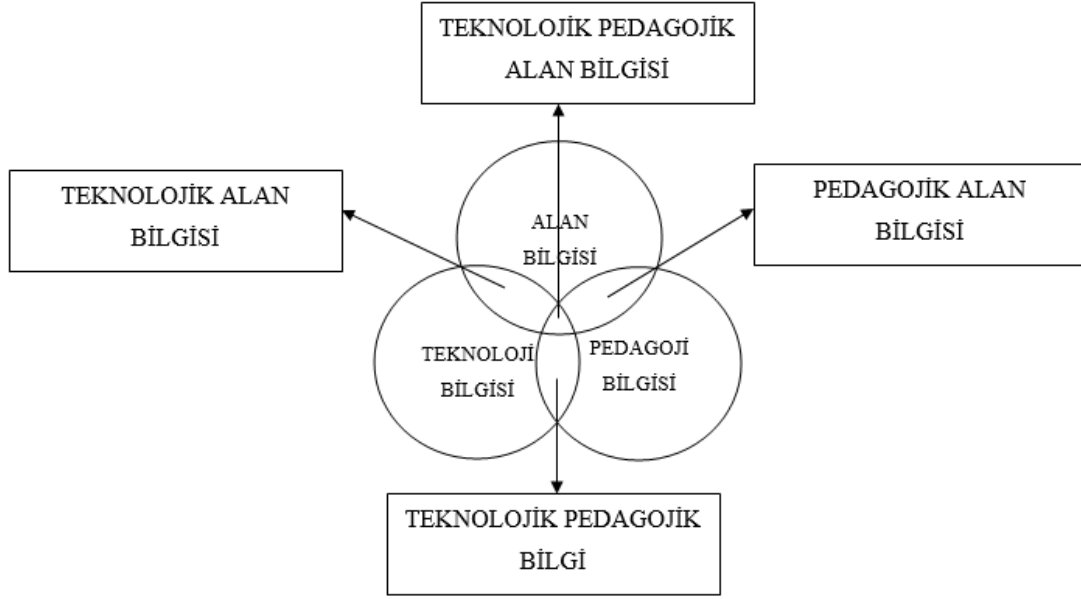 TEKNOLOJİK PEDAGOJİK
ALAN BİLGİSİ
TEKNOLOJİK ALAN
BİLGİSİ
PEDAGOJİK ALAN
BİLGİSİ
ALAN
BİLGİSİ
TEKNOLOJİ
BİLGİSİ
PEDAGOJİ
BİLGİSİ
TEKNOLOJİK PEDAGOJİK
BİLGİ